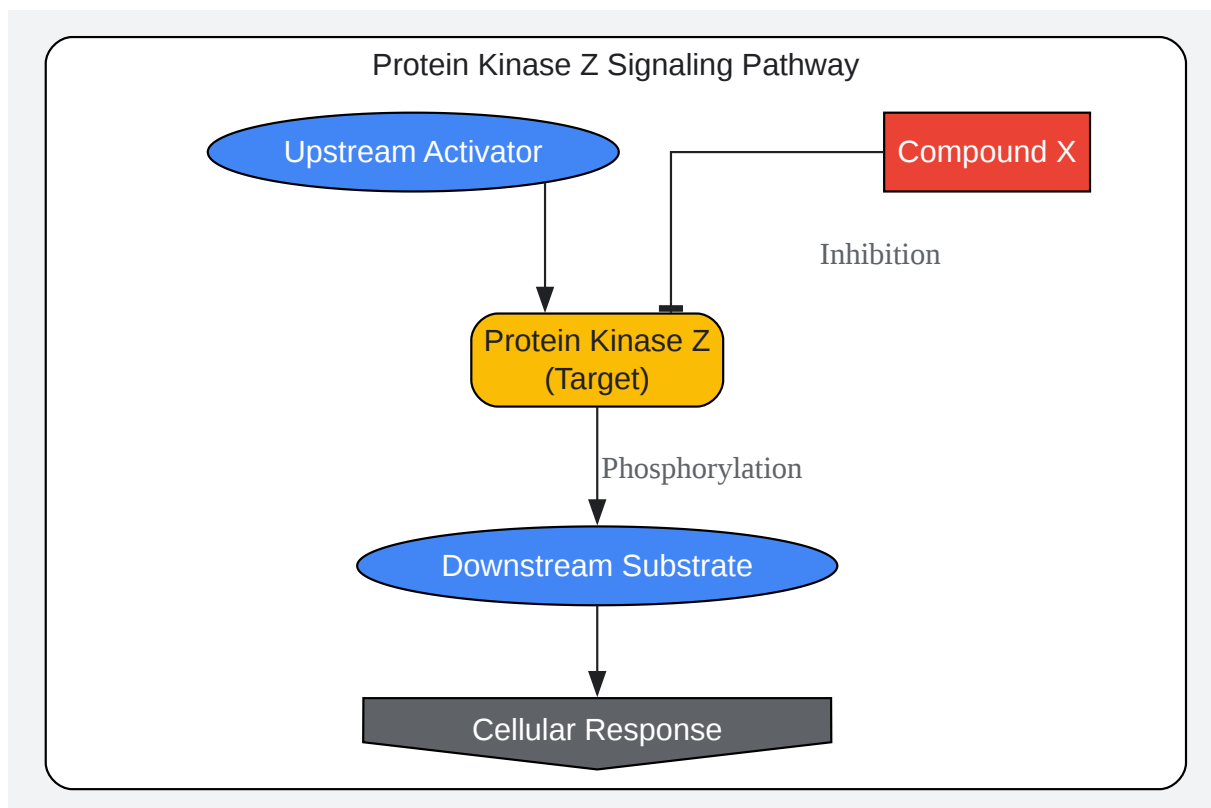 Protein Kinase Z Signaling Pathway
Upstream Activator
Compound X
Inhibition
Protein Kinase Z
(Target)
Phosphorylation
Downstream Substrate
Cellular Response